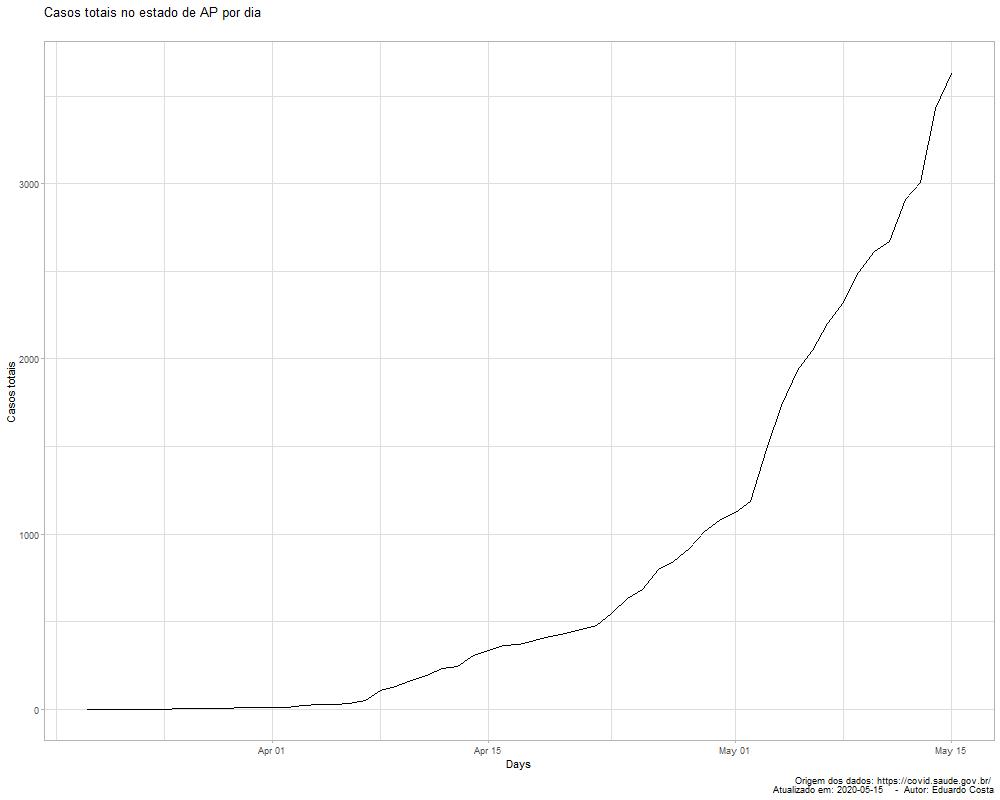 Casos totais no estado de AP por dia
3000
2000
1000
0
Casos totais
Apr 01
Apr 15
May 01
May 15
Days
Origem dos dados: https://covid.saude.gov.br/
Atualizado em: 2020-05-15 - Autor: Eduardo Costa